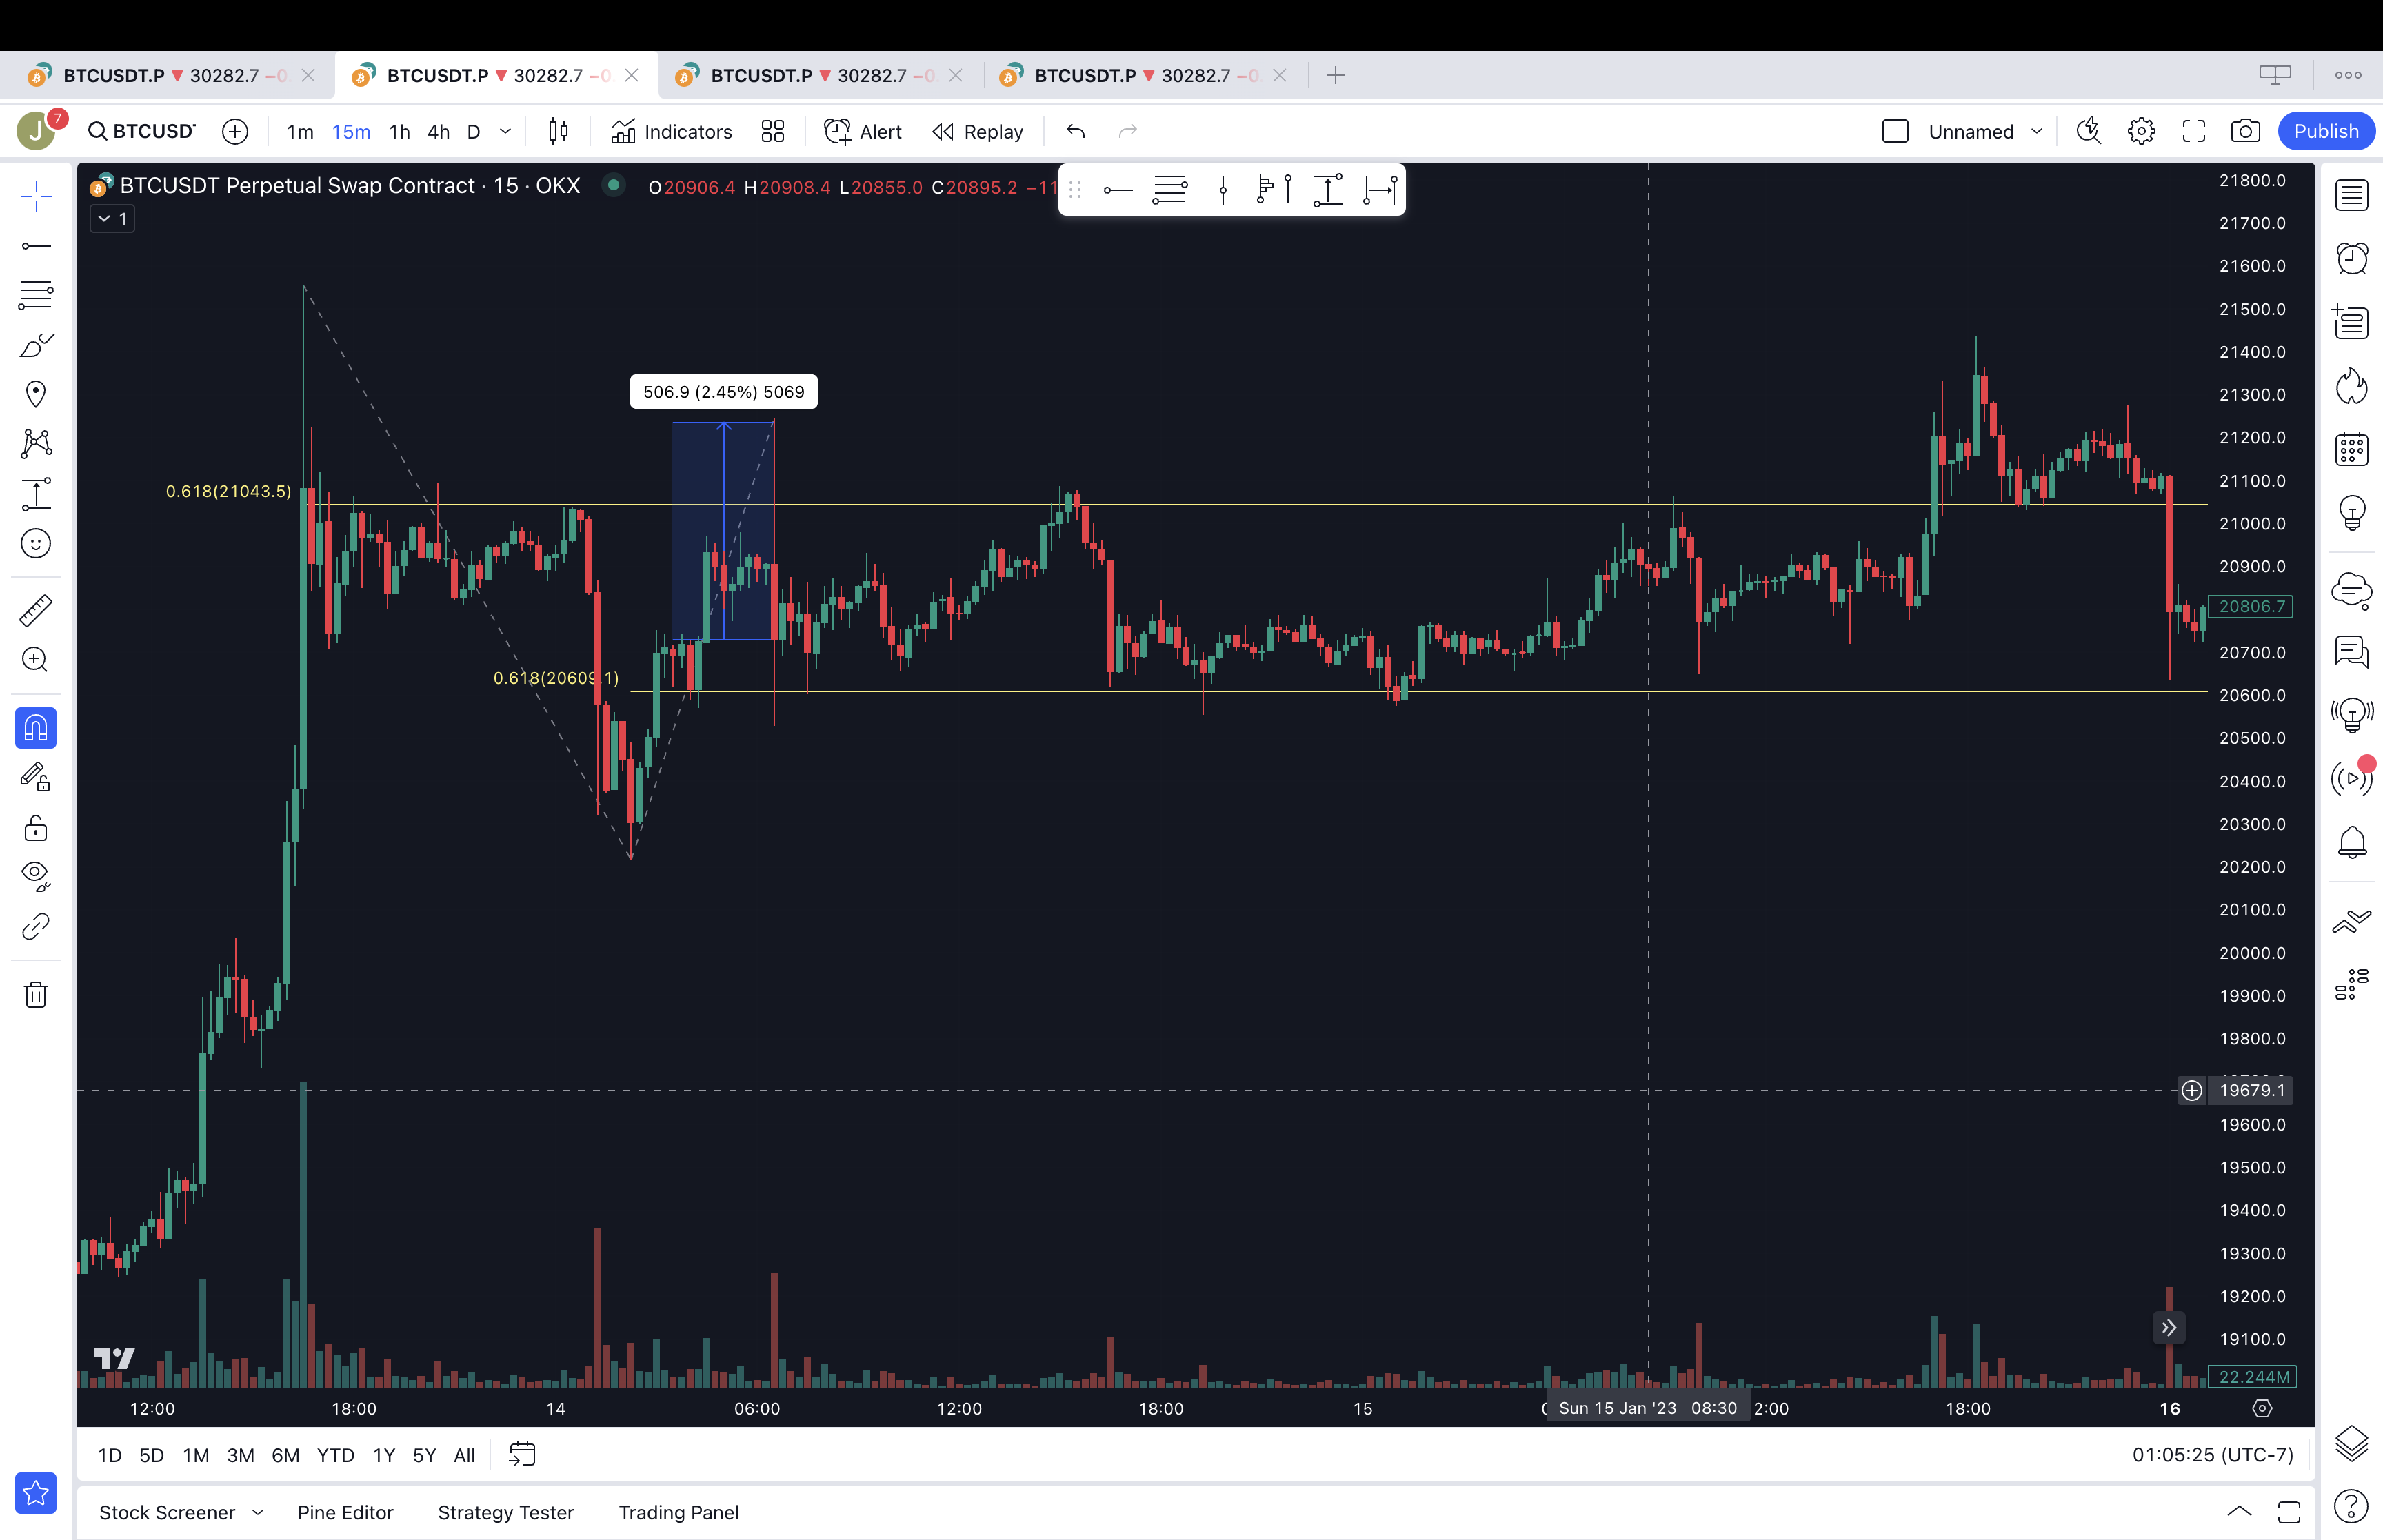 BTCUSDT.P 30282.7 −0
BTCUSDT.P 30282.7 −0
BTCUSDT.P 30282.7 −0
BTCUSDT.P 30282.7 −0
J
7
BTCUSD
1m 15m 1h 4h D
Indicators
Alert
Replay
Unnamed
Publish
BTCUSDT Perpetual Swap Contract · 15 · OKX
O20906.4 H20908.4 L20855.0 C20895.2 −11
1
21800.0
21700.0
21600.0
21500.0
21400.0
21300.0
21200.0
21100.0
21000.0
20900.0
20806.7
20700.0
20600.0
20500.0
20400.0
20300.0
20200.0
20100.0
20000.0
19900.0
19800.0
19679.1
19600.0
19500.0
19400.0
19300.0
19200.0
19100.0
22.244M
506.9 (2.45%) 5069
0.618(21043.5)
0.618(20609.1)
12:00 18:00 14 06:00 12:00 18:00 15 Sun 15 Jan '23 08:30 2:00 18:00 16
1D 5D 1M 3M 6M YTD 1Y 5Y All
01:05:25 (UTC-7)
Stock Screener Pine Editor Strategy Tester Trading Panel